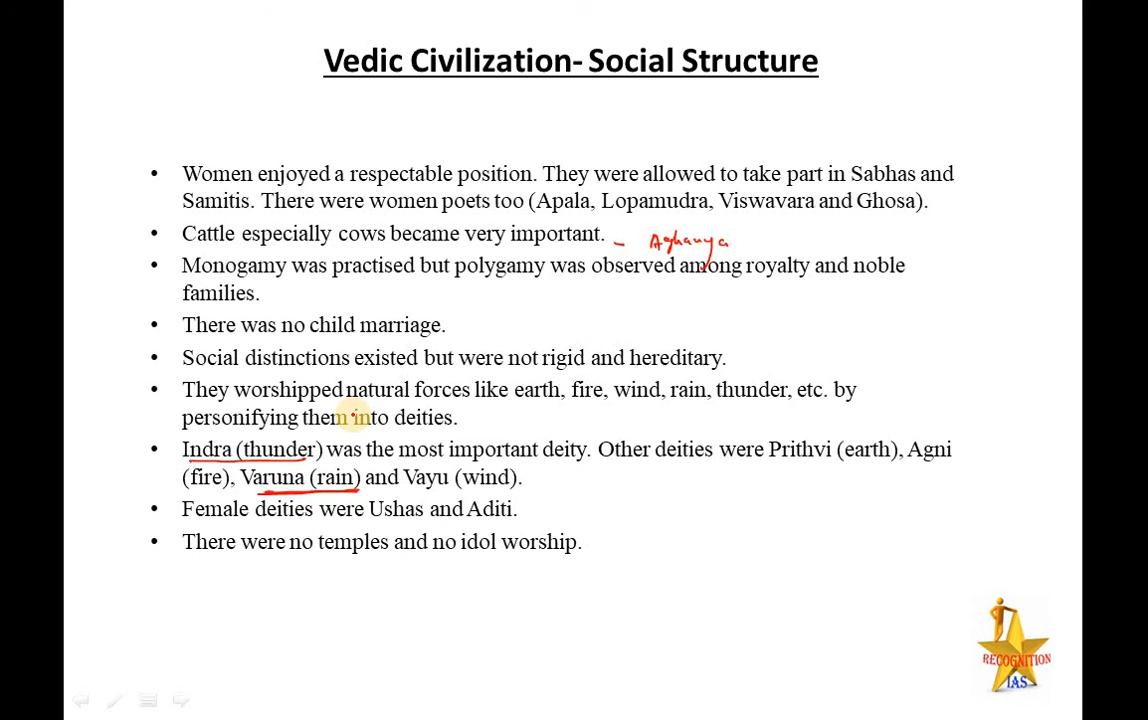 Vedic Civilization- Social Structure
• Women enjoyed a respectable position. They were allowed to take part in Sabhas and
Samitis. There were women poets too (Apala, Lopamudra, Viswavara and Ghosa).
• Cattle especially cows became very important. - Aghanya
• Monogamy was practised but polygamy was observed among royalty and noble
families.
• There was no child marriage.
• Social distinctions existed but were not rigid and hereditary.
• They worshipped natural forces like earth, fire, wind, rain, thunder, etc. by
personifying them into deities.
• Indra (thunder) was the most important deity. Other deities were Prithvi (earth), Agni
(fire), Varuna (rain) and Vayu (wind).
• Female deities were Ushas and Aditi.
• There were no temples and no idol worship.
RECOGNITION
IAS